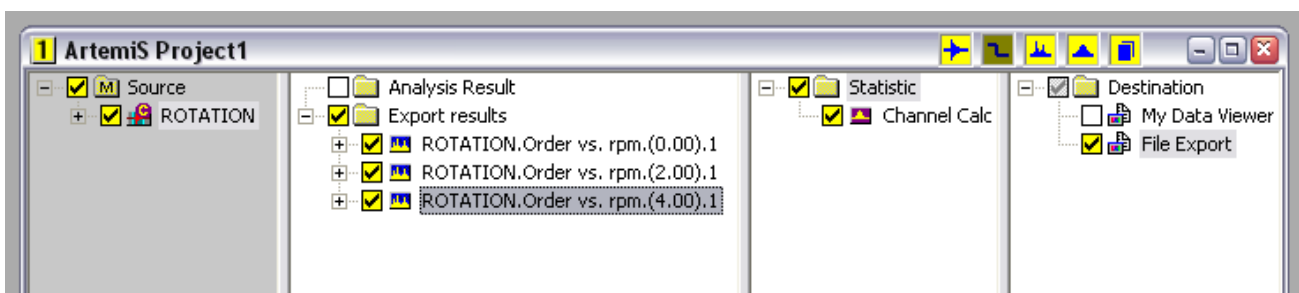 1 ArtemiS Project1
M Source
ROTATION
Analysis Result
Export results
ROTATION.Order vs. rpm.(0.00).1
ROTATION.Order vs. rpm.(2.00).1
ROTATION.Order vs. rpm.(4.00).1
Statistic
Channel Calc
Destination
My Data Viewer
File Export